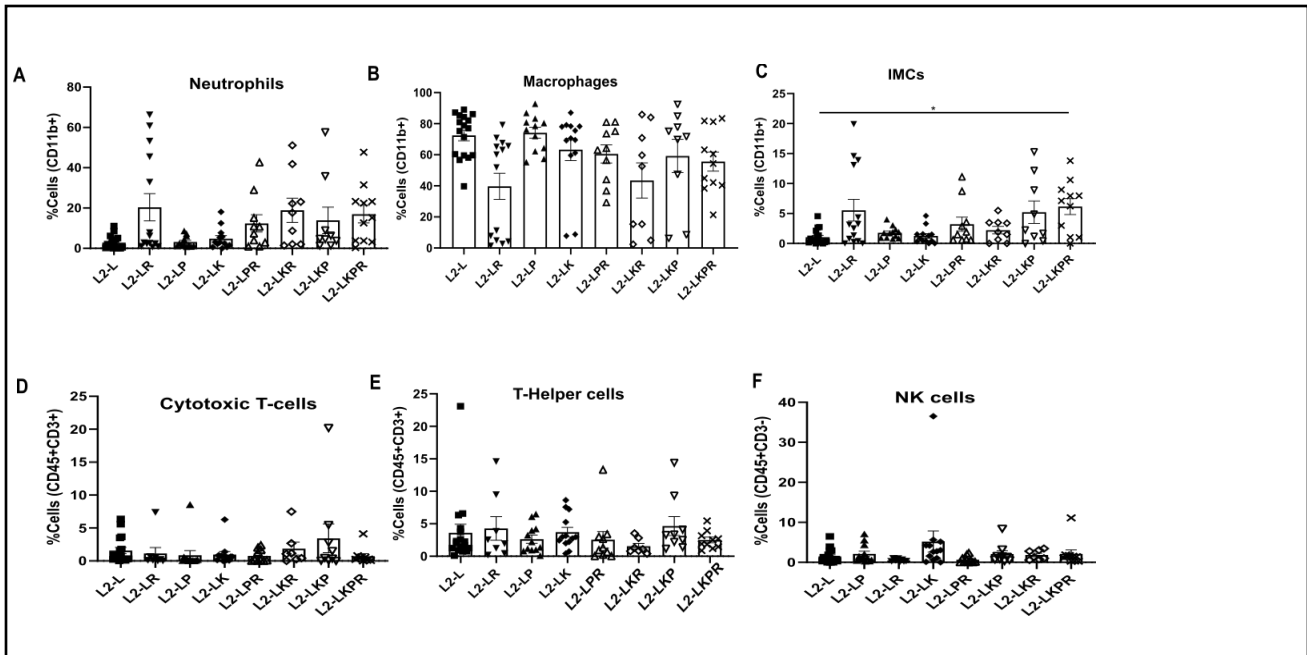 A
Neutrophils
%Cells (CD11b+)
80
60
40
20
0
L2-L
L2-LR
L2-LP
L2-LK
L2-LPR
L2-LKR
L2-LKP
L2-LKPR
B
Macrophages
%Cells (CD11b+)
100
80
60
40
20
0
L2-L
L2-LR
L2-LP
L2-LK
L2-LPR
L2-LKR
L2-LKP
L2-LKPR
C
IMCs
%Cells (CD11b+)
25
20
15
10
5
0
*
L2-L
L2-LR
L2-LP
L2-LK
L2-LPR
L2-LKR
L2-LKP
L2-LKPR
D
Cytotoxic T-cells
%Cells (CD45+CD3+)
25
20
15
10
5
0
L2-L
L2-LR
L2-LP
L2-LK
L2-LPR
L2-LKR
L2-LKP
L2-LKPR
E
T-Helper cells
%Cells (CD45+CD3+)
25
20
15
10
5
0
L2-L
L2-LR
L2-LP
L2-LK
L2-LPR
L2-LKR
L2-LKP
L2-LKPR
F
NK cells
%Cells (CD45+CD3-)
40
30
20
10
0
L2-L
L2-LP
L2-LR
L2-LK
L2-LPR
L2-LKP
L2-LKR
L2-LKPR